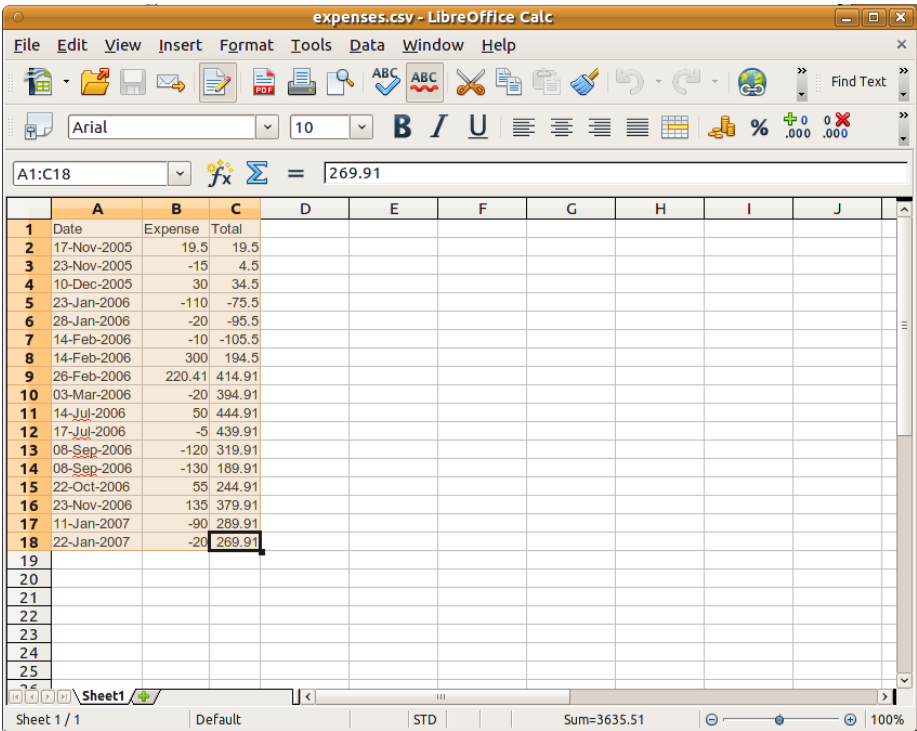 expenses.csv - LibreOffice Calc
File Edit View Insert Format Tools Data Window Help
PDF ABC ABC » Find Text »
Arial 10 B I U % .000 .000 »
A1:C18 fx Σ = 269.91
A B C D E F G H I J
1 Date Expense Total
2 17-Nov-2005 19.5 19.5
3 23-Nov-2005 -15 4.5
4 10-Dec-2005 30 34.5
5 23-Jan-2006 -110 -75.5
6 28-Jan-2006 -20 -95.5
7 14-Feb-2006 -10 -105.5
8 14-Feb-2006 300 194.5
9 26-Feb-2006 220.41 414.91
10 03-Mar-2006 -20 394.91
11 14-Jul-2006 50 444.91
12 17-Jul-2006 -5 439.91
13 08-Sep-2006 -120 319.91
14 08-Sep-2006 -130 189.91
15 22-Oct-2006 55 244.91
16 23-Nov-2006 135 379.91
17 11-Jan-2007 -90 289.91
18 22-Jan-2007 -20 269.91
19
20
21
22
23
24
25
Sheet1
Sheet 1 / 1 Default STD Sum=3635.51 100%